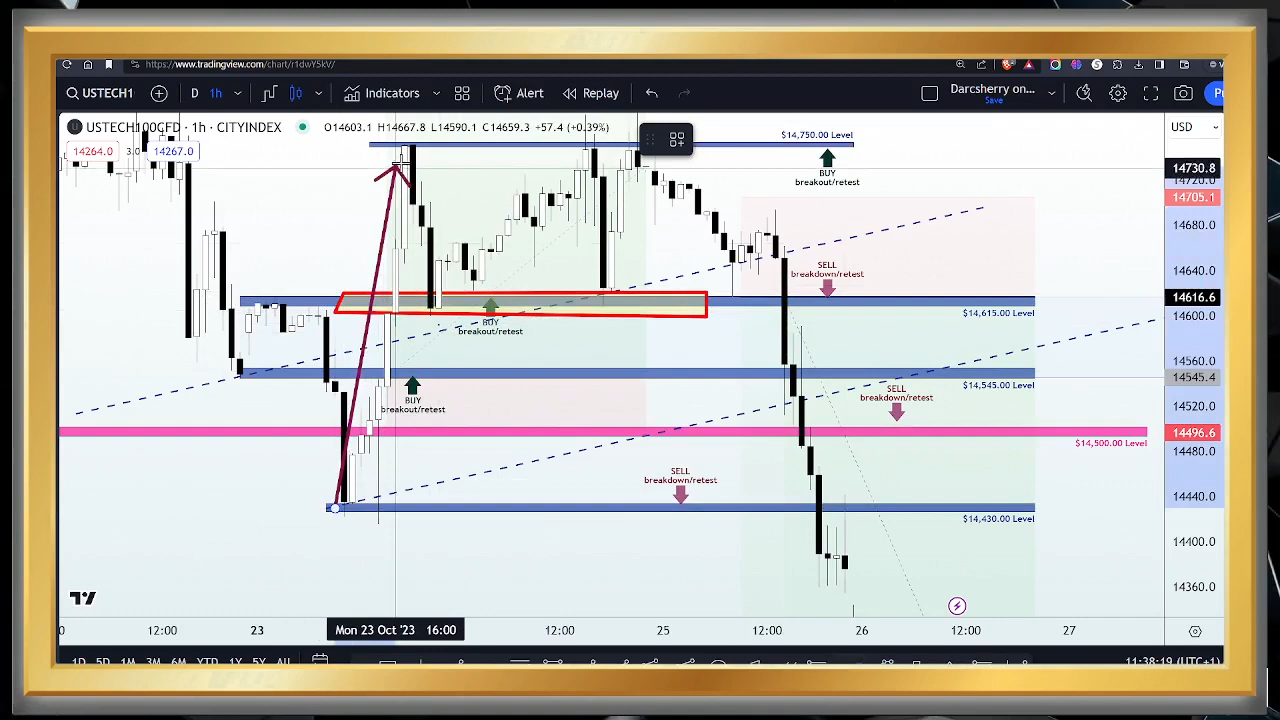 https://www.tradingview.com/chart/r1dwY5kV/
USTECH1 D 1h Indicators Alert Replay Darcsherry on...
Save
USTECH100CFD · 1h · CITYINDEX O14603.1 H14667.8 L14590.1 C14659.3 +57.4 (+0.39%) USD
14264.0 3.0 14267.0
$14,750.00 Level
BUY
breakout/retest
14730.8
14720.0
14705.1
14680.0
SELL
breakdown/retest
14640.0
14616.6
$14,615.00 Level
14600.0
BUY
breakout/retest
14560.0
14545.4
$14,545.00 Level
SELL
breakdown/retest
BUY
breakout/retest
14520.0
14496.6
$14,500.00 Level
14480.0
SELL
breakdown/retest
14440.0
$14,430.00 Level
14400.0
14360.0
0 12:00 23 Mon 23 Oct '23 16:00 12:00 25 12:00 26 12:00 27
1D 5D 1M 3M 6M YTD 1Y 5Y All 11:38:19 (UTC+1)